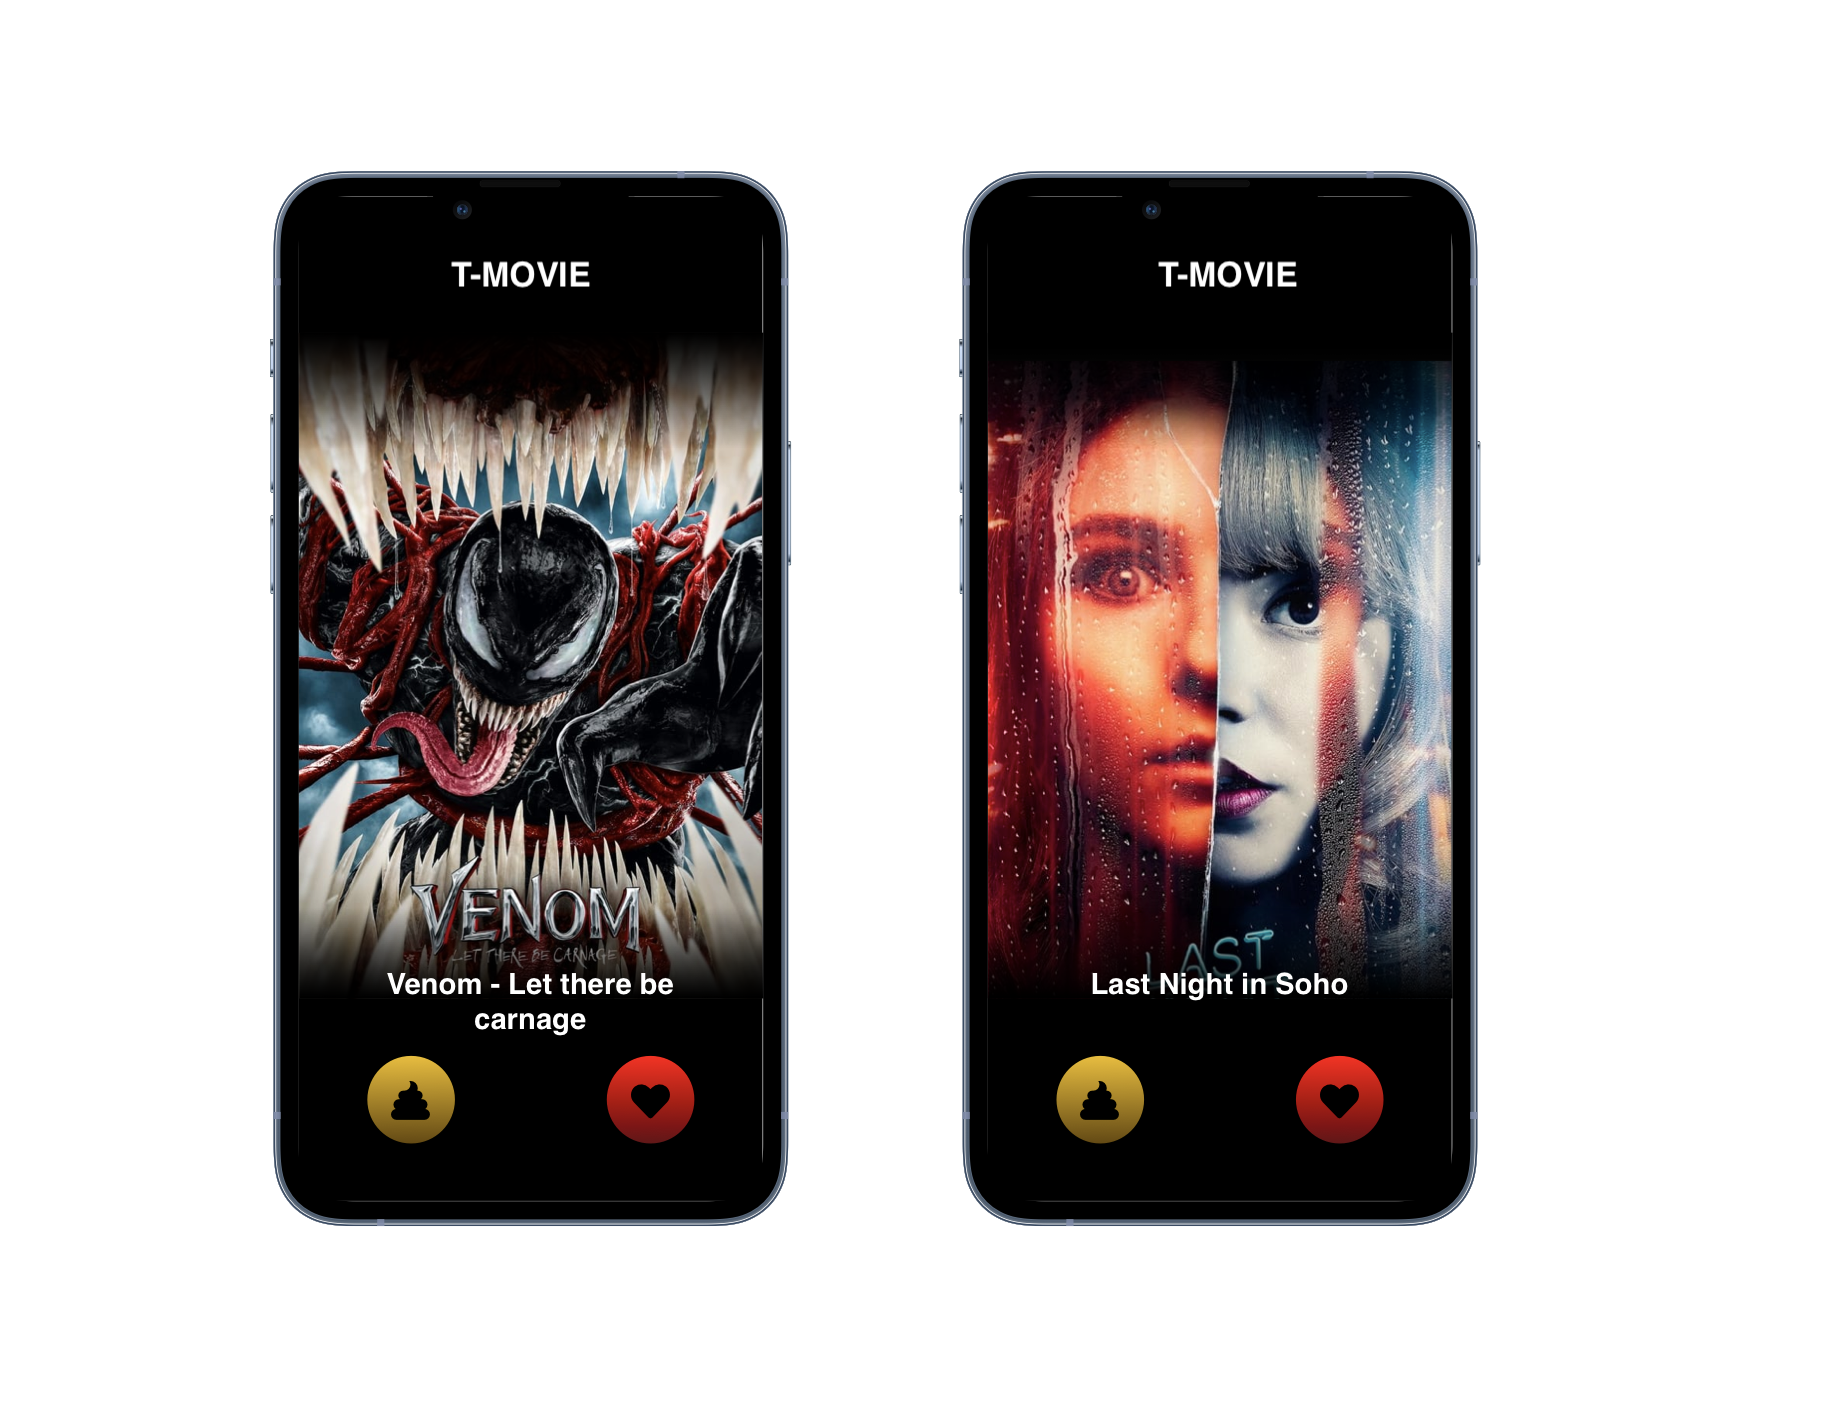 T-MOVIE
VENOM
LET THERE BE CARNAGE
Venom - Let there be
carnage
T-MOVIE
LAST
Last Night in Soho